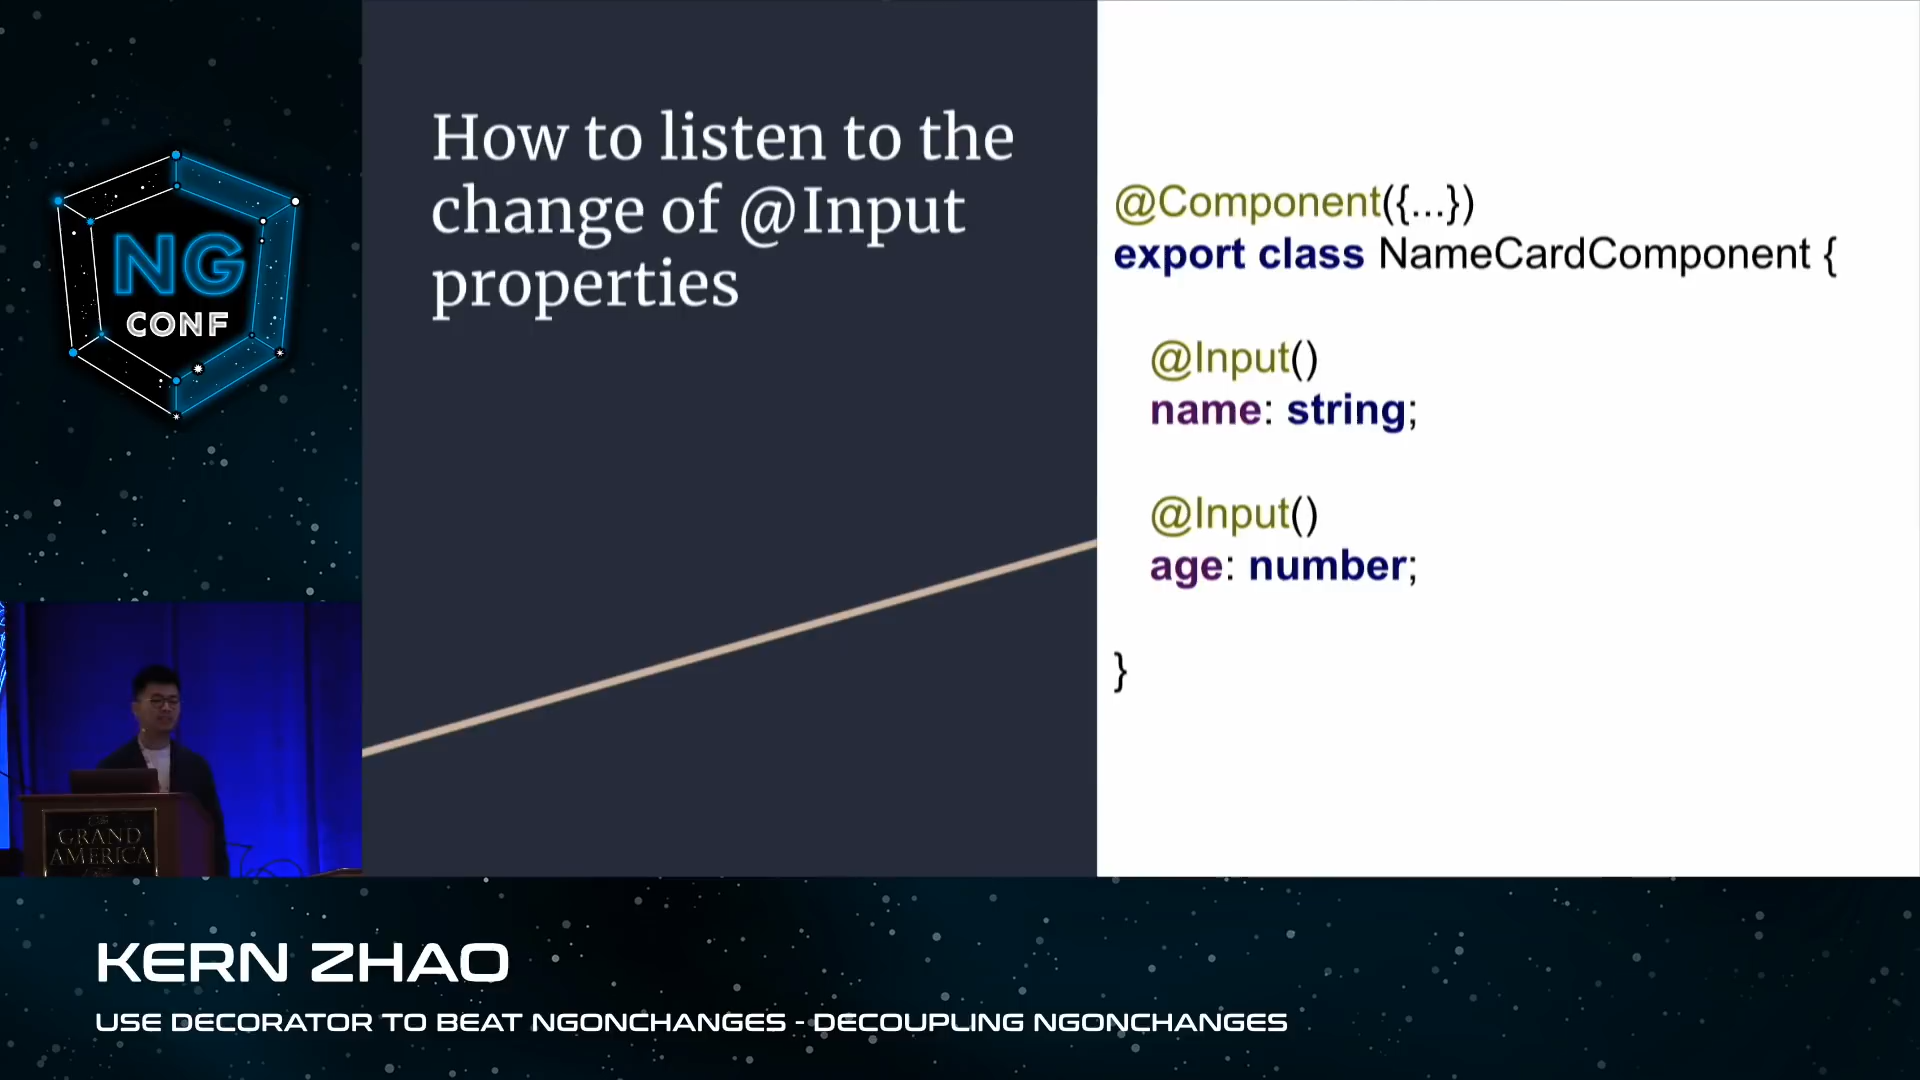 NG
CONF
How to listen to the
change of @Input
properties
@Component({...})
export class NameCardComponent {
@Input()
name: string;
@Input()
age: number;
}
GRAND
AMERICA
KERN ZHAO
USE DECORATOR TO BEAT NGONCHANGES - DECOUPLING NGONCHANGES